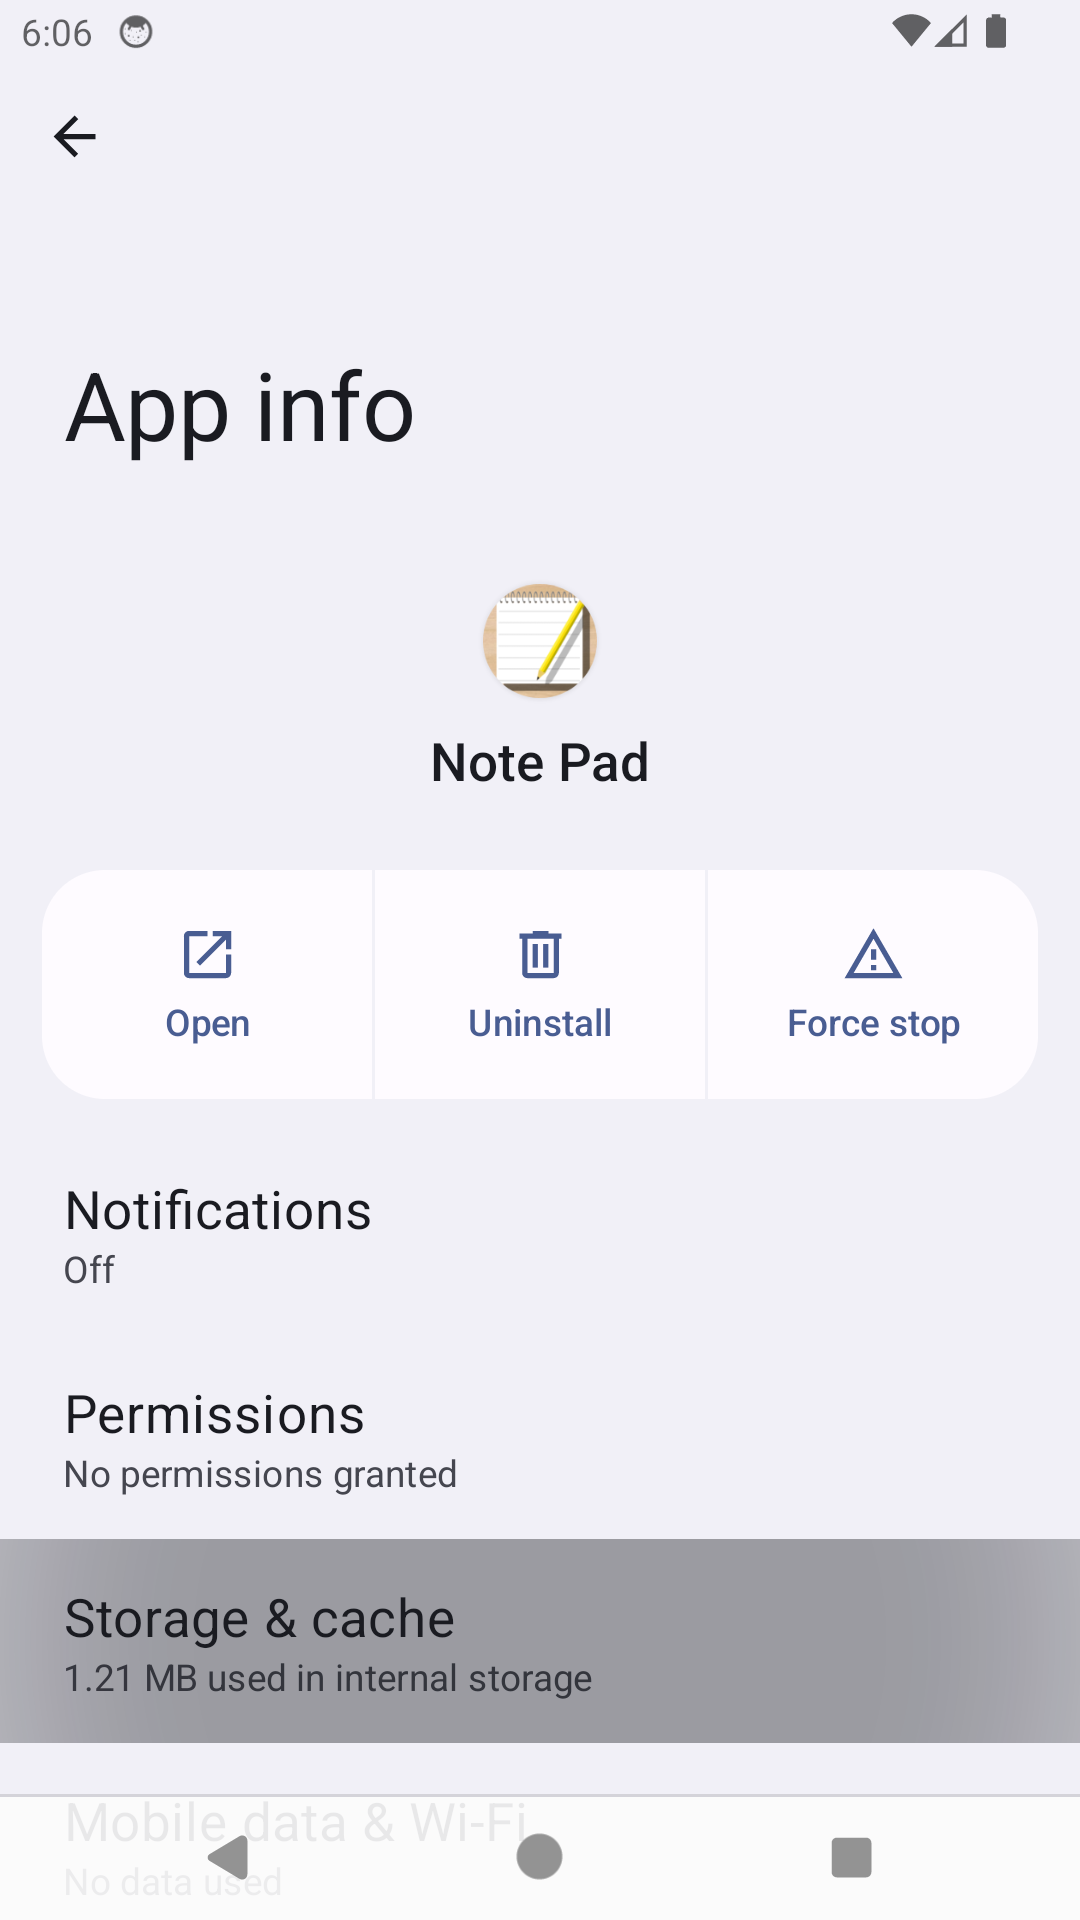 6:06
App info
Note Pad
Open
Uninstall
Force stop
Notifications
Off
Permissions
No permissions granted
Storage & cache
1.21 MB used in internal storage
Mobile data & Wi-Fi
No data used